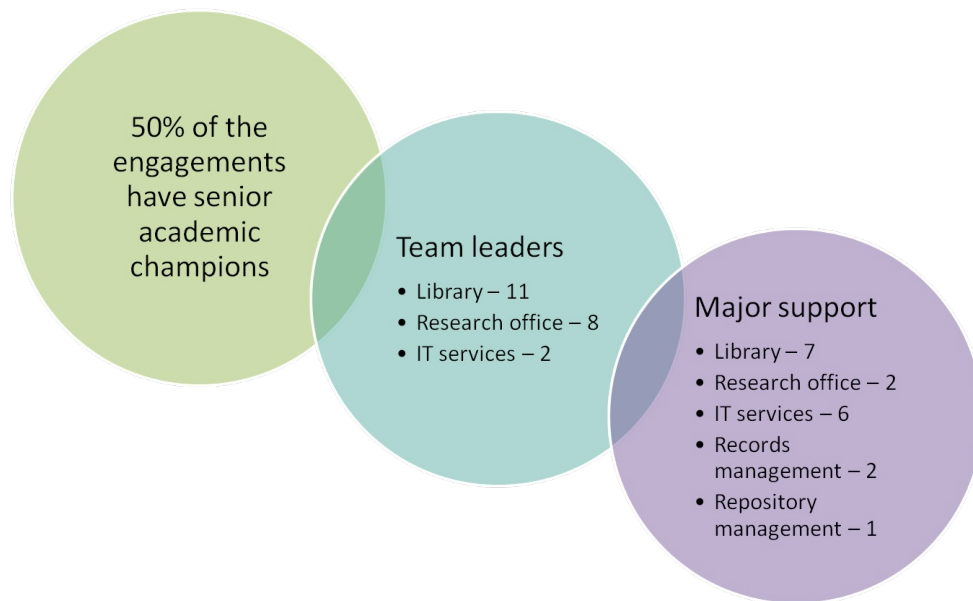 50% of the
engagements
have senior
academic
champions
Team leaders
• Library – 11
• Research office – 8
• IT services – 2
Major support
• Library – 7
• Research office – 2
• IT services – 6
• Records
management – 2
• Repository
management – 1